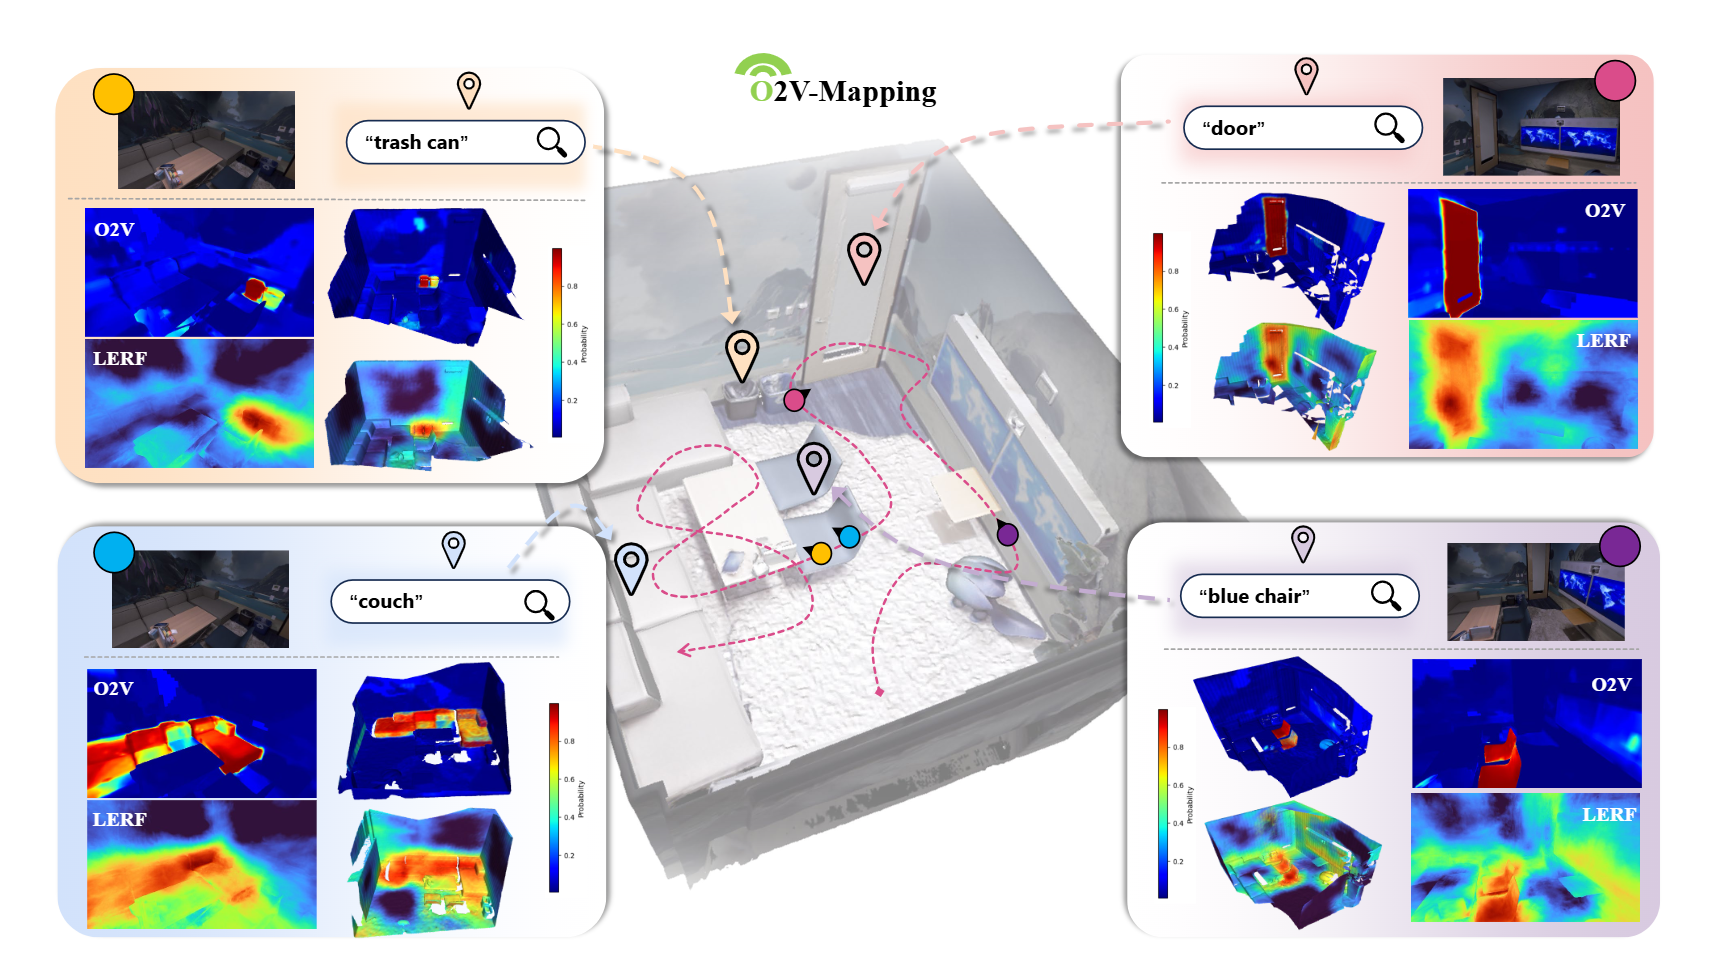 O2V-Mapping
“trash can”
O2V
LERF
0.8
0.6
0.4
0.2
Probability
“door”
O2V
LERF
0.8
0.6
0.4
0.2
Probability
“couch”
O2V
LERF
0.8
0.6
0.4
0.2
Probability
“blue chair”
O2V
LERF
0.8
0.6
0.4
0.2
Probability